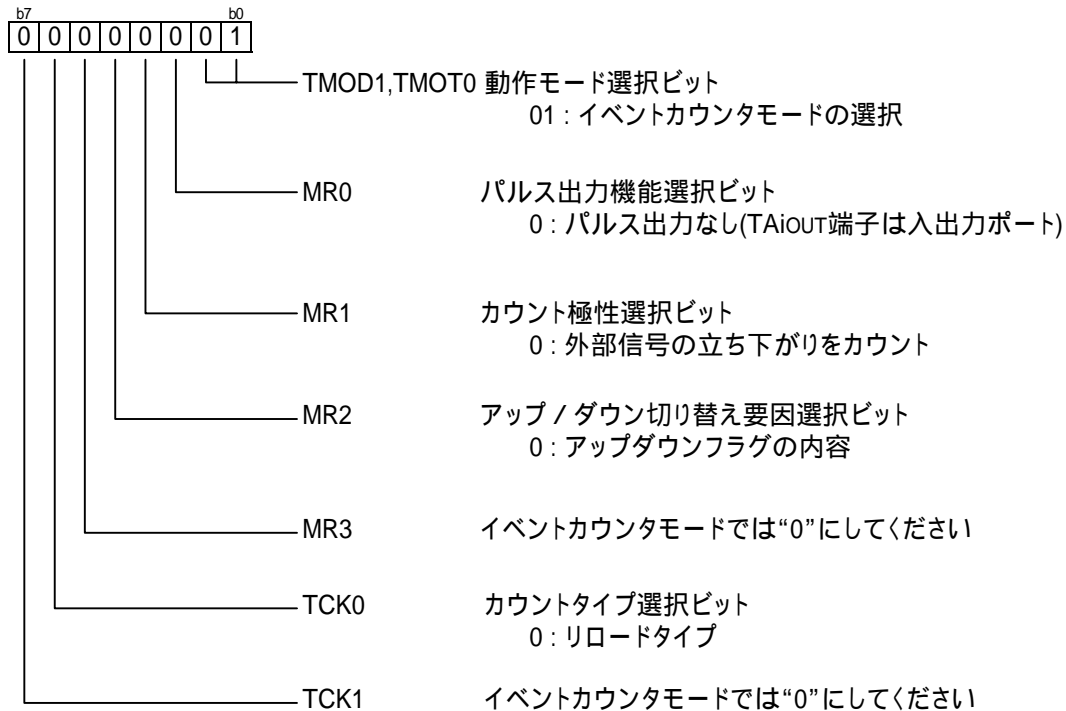 b7 b0
0 0 0 0 0 0 0 1
TMOD1,TMOT0 動作モード選択ビット
01 : イベントカウンタモードの選択
MR0 パルス出力機能選択ビット
0 : パルス出力なし(TAiOUT端子は入出力ポート)
MR1 カウント極性選択ビット
0 : 外部信号の立ち下がりをカウント
MR2 アップ / ダウン切り替え要因選択ビット
0 : アップダウンフラグの内容
MR3 イベントカウンタモードでは“0”にしてください
TCK0 カウントタイプ選択ビット
0 : リロードタイプ
TCK1 イベントカウンタモードでは“0”にしてください